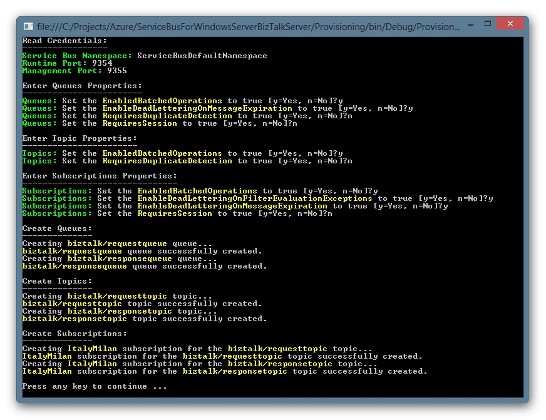 file:///C:/Projects/Azure/ServiceBusForWindowsServerBizTalkServer/Provisioning/bin/Debug/Provision...
Read Credentials:
-----------------
Service Bus Namespace: ServiceBusDefaultNamespace
Runtime Port: 9354
Management Port: 9355
Enter Queues Properties:
------------------------
Queues: Set the EnabledBatchedOperations to true [y=Yes, n=No]?y
Queues: Set the EnableDeadLetteringOnMessageExpiration to true [y=Yes, n=No]?y
Queues: Set the RequiresDuplicateDetection to true [y=Yes, n=No]?n
Queues: Set the RequiresSession to true [y=Yes, n=No]?n
Enter Topic Properties:
-----------------------
Topics: Set the EnabledBatchedOperations to true [y=Yes, n=No]?y
Topics: Set the RequiresDuplicateDetection to true [y=Yes, n=No]?n
Enter Subscriptions Properties:
-------------------------------
Subscriptions: Set the EnabledBatchedOperations to true [y=Yes, n=No]?y
Subscriptions: Set the EnableDeadLetteringOnFilterEvaluationExceptions to true [y=Yes, n=No]?y
Subscriptions: Set the EnableDeadLetteringOnMessageExpiration to true [y=Yes, n=No]?y
Subscriptions: Set the RequiresSession to true [y=Yes, n=No]?n
Create Queues:
--------------
Creating biztalk/requestqueue queue...
biztalk/requestqueue queue successfully created.
Creating biztalk/responsequeue queue...
biztalk/responsequeue queue successfully created.
Create Topics:
--------------
Creating biztalk/requesttopic topic...
biztalk/requesttopic topic successfully created.
Creating biztalk/responsetopic topic...
biztalk/responsetopic topic successfully created.
Create Subscriptions:
--------------
Creating ItalyMilan subscription for the biztalk/requesttopic topic...
ItalyMilan subscription for the biztalk/requesttopic topic successfully created.
Creating ItalyMilan subscription for the biztalk/responsetopic topic...
ItalyMilan subscription for the biztalk/responsetopic topic successfully created.
Press any key to continue ...